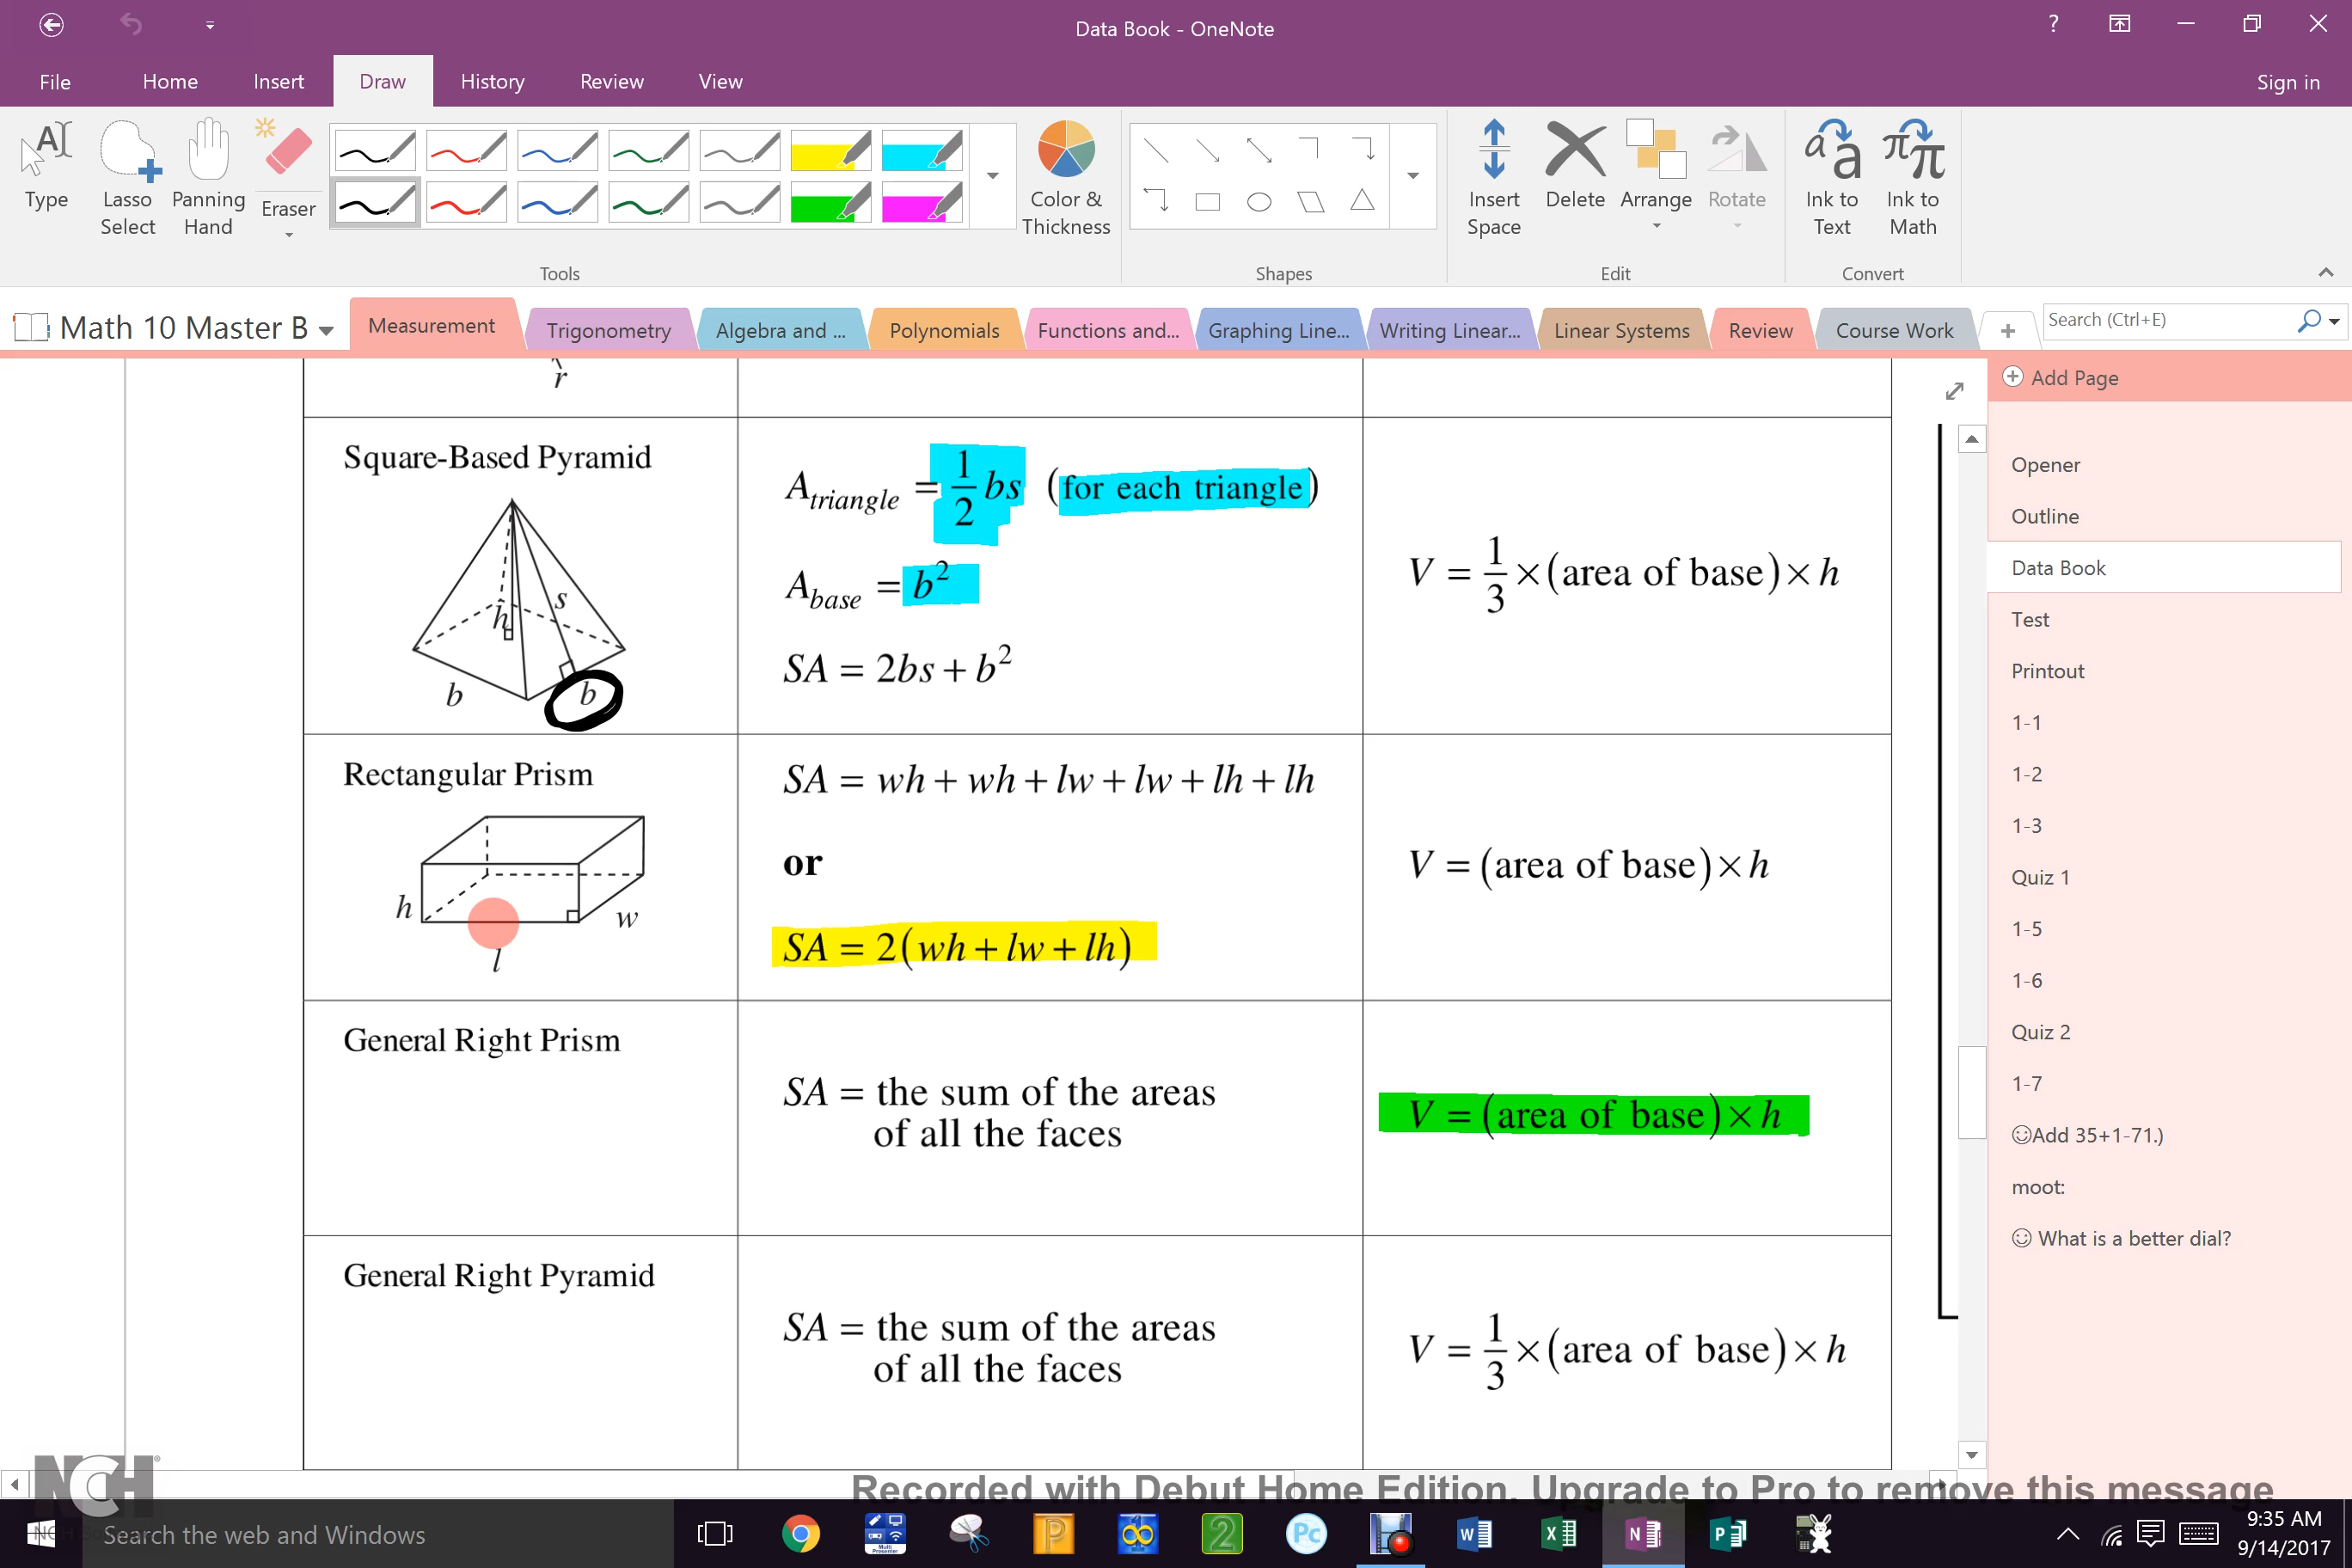 Data Book - OneNote
?
File Home Insert Draw History Review View Sign in
Type
Lasso Select
Panning Hand
Eraser
Color & Thickness
Insert Space
Delete
Arrange
Rotate
Ink to Text
Ink to Math
Tools Shapes Edit Convert
Math 10 Master B
Measurement Trigonometry Algebra and ... Polynomials Functions and... Graphing Line... Writing Linear... Linear Systems Review Course Work +
Search (Ctrl+E)
r
Square-Based Pyramid
h
s
b
b
A_triangle = 1/2 bs (for each triangle)
A_base = b²
SA = 2bs + b²
V = 1/3 × (area of base) × h
Rectangular Prism
h
w
l
SA = wh + wh + lw + lw + lh + lh
or
SA = 2(wh + lw + lh)
V = (area of base) × h
General Right Prism
SA = the sum of the areas
of all the faces
V = (area of base) × h
General Right Pyramid
SA = the sum of the areas
of all the faces
V = 1/3 × (area of base) × h
Add Page
Opener
Outline
Data Book
Test
Printout
1-1
1-2
1-3
Quiz 1
1-5
1-6
Quiz 2
1-7
☺Add 35+1-71.)
moot:
☺ What is a better dial?
NCH
Recorded with Debut Home Edition. Upgrade to Pro to remove this message
Search the web and Windows
9:35 AM
9/14/2017